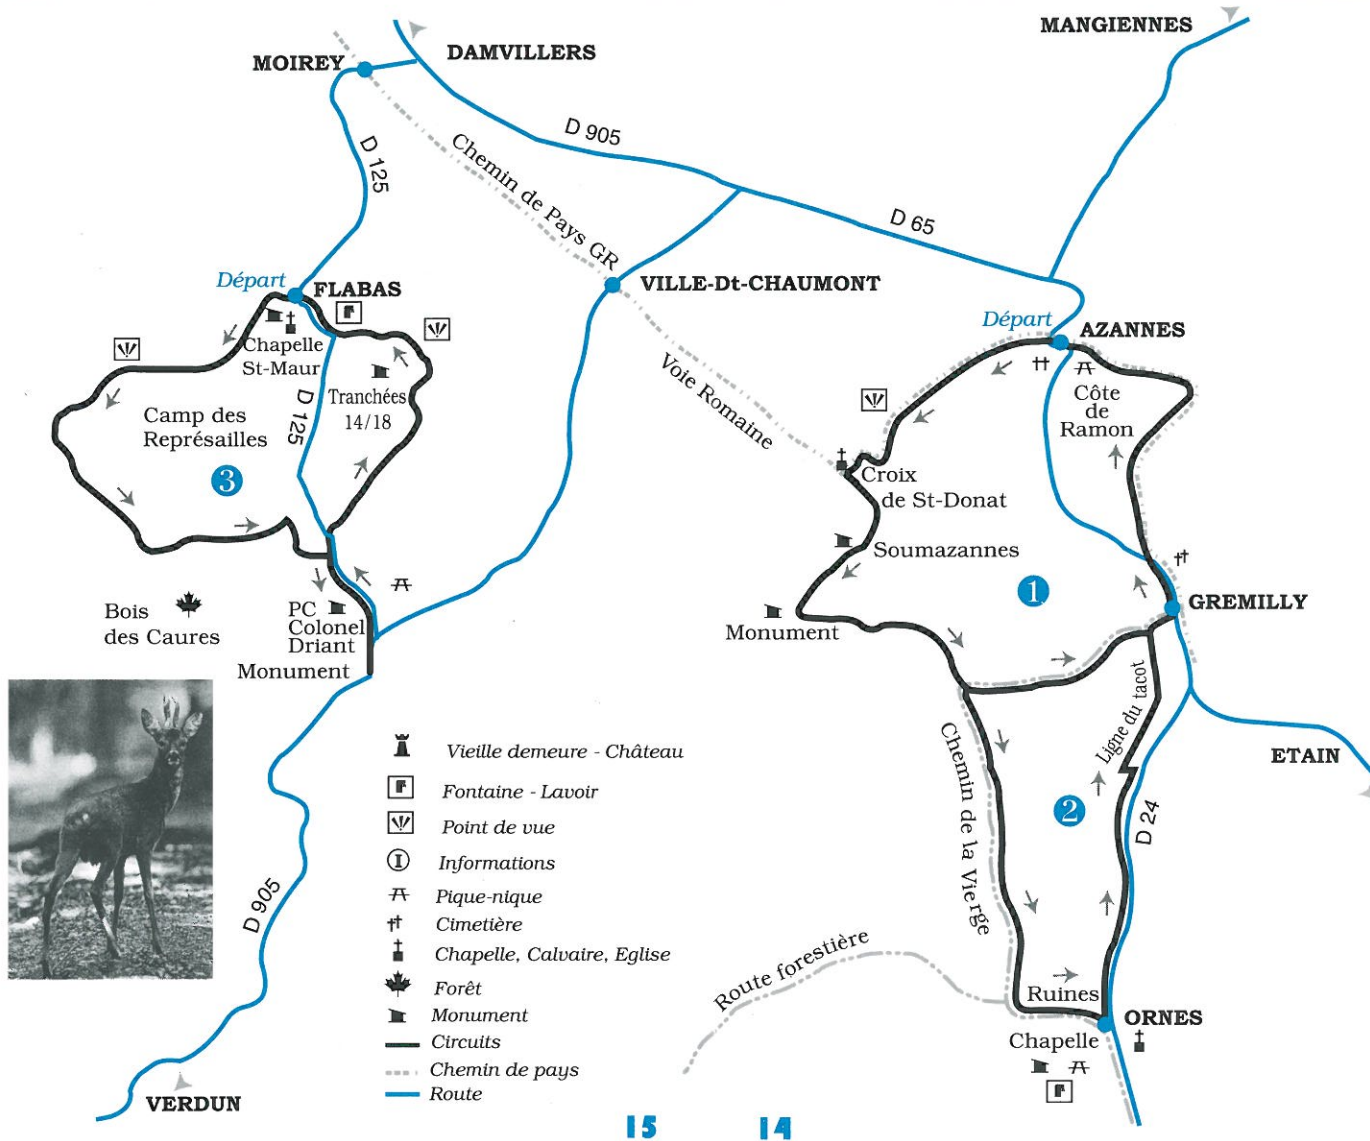 MANGIENNES
DAMVILLERS
MOIREY
D 905
D 125
Chemin de Pays GR
D 65
Départ
FLABAS
VILLE-Dt-CHAUMONT
Départ
AZANNES
Chapelle
St-Maur
D 125
Tranchées
14/18
Voie Romaine
Côte
de
Ramon
Camp des
Représailles
3
Croix
de St-Donat
Soumazannes
1
GREMILLY
Bois
des Caures
PC
Colonel
Driant
Monument
Monument
Ligne du tacot
Chemin de la Vierge
ETAIN
2
D 24
Vieille demeure - Château
Fontaine - Lavoir
Point de vue
I
Informations
Pique-nique
Cimetière
Chapelle, Calvaire, Eglise
Forêt
Monument
Circuits
Chemin de pays
Route
D 905
Route forestière
Ruines
ORNES
Chapelle
VERDUN
15
14